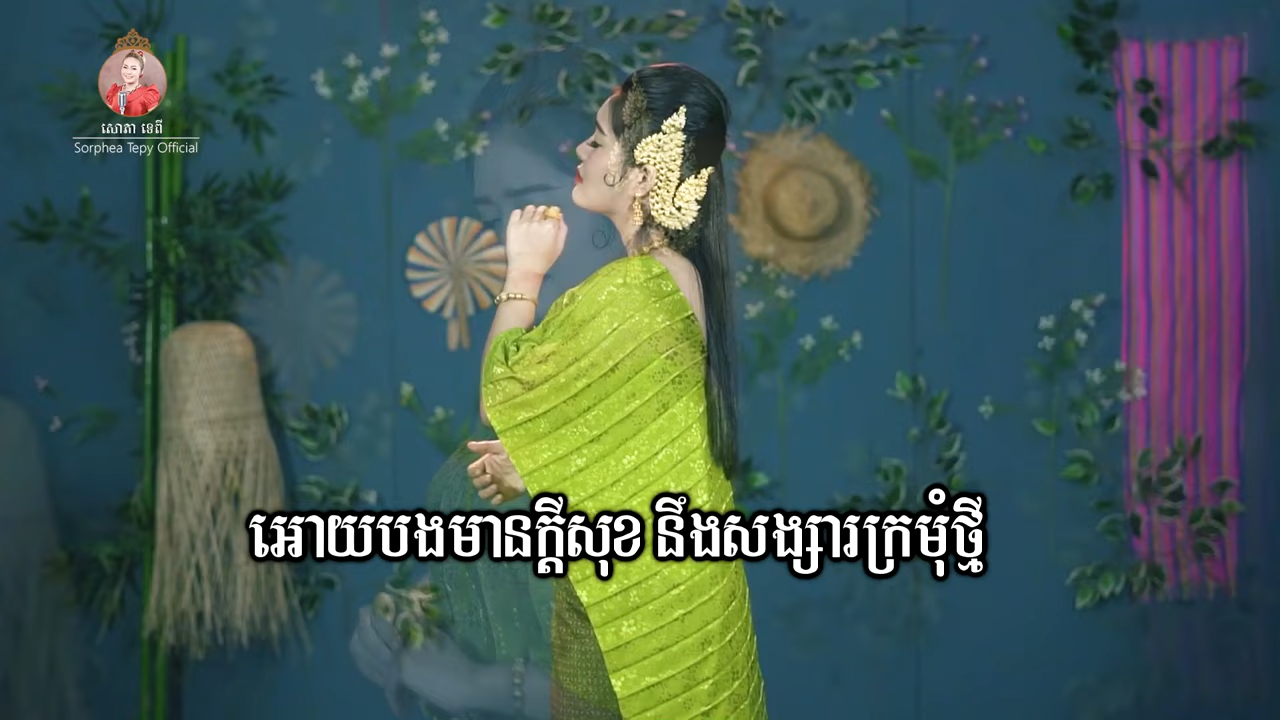 សោភា ទេពី
Sorphea Tepy Official
អោយបងមានក្ដីសុខ នឹងសង្សារក្រមុំថ្មី